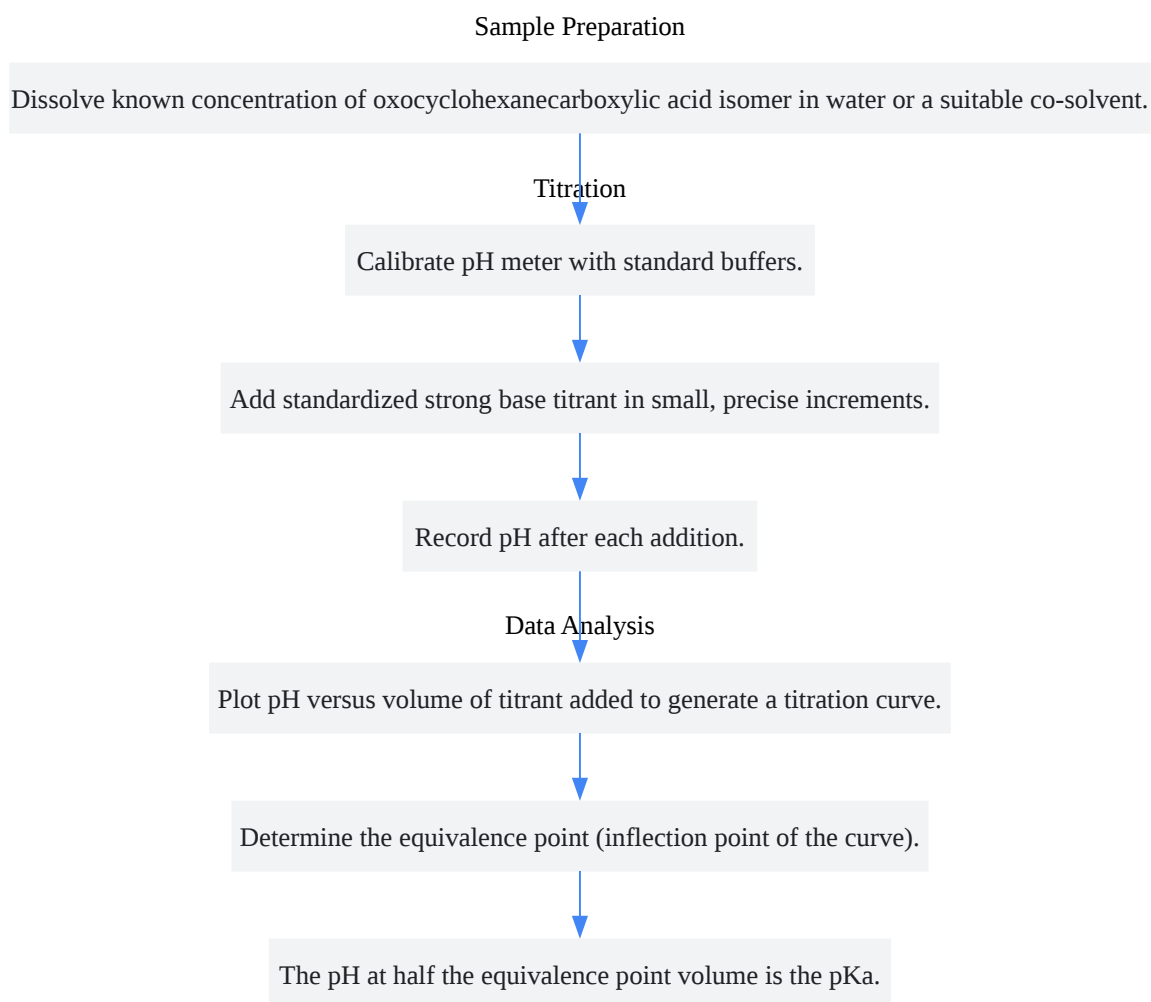 Sample Preparation
Dissolve known concentration of oxocyclohexanecarboxylic acid isomer in water or a suitable co-solvent.
Titration
Calibrate pH meter with standard buffers.
Add standardized strong base titrant in small, precise increments.
Record pH after each addition.
Data Analysis
Plot pH versus volume of titrant added to generate a titration curve.
Determine the equivalence point (inflection point of the curve).
The pH at half the equivalence point volume is the pKa.